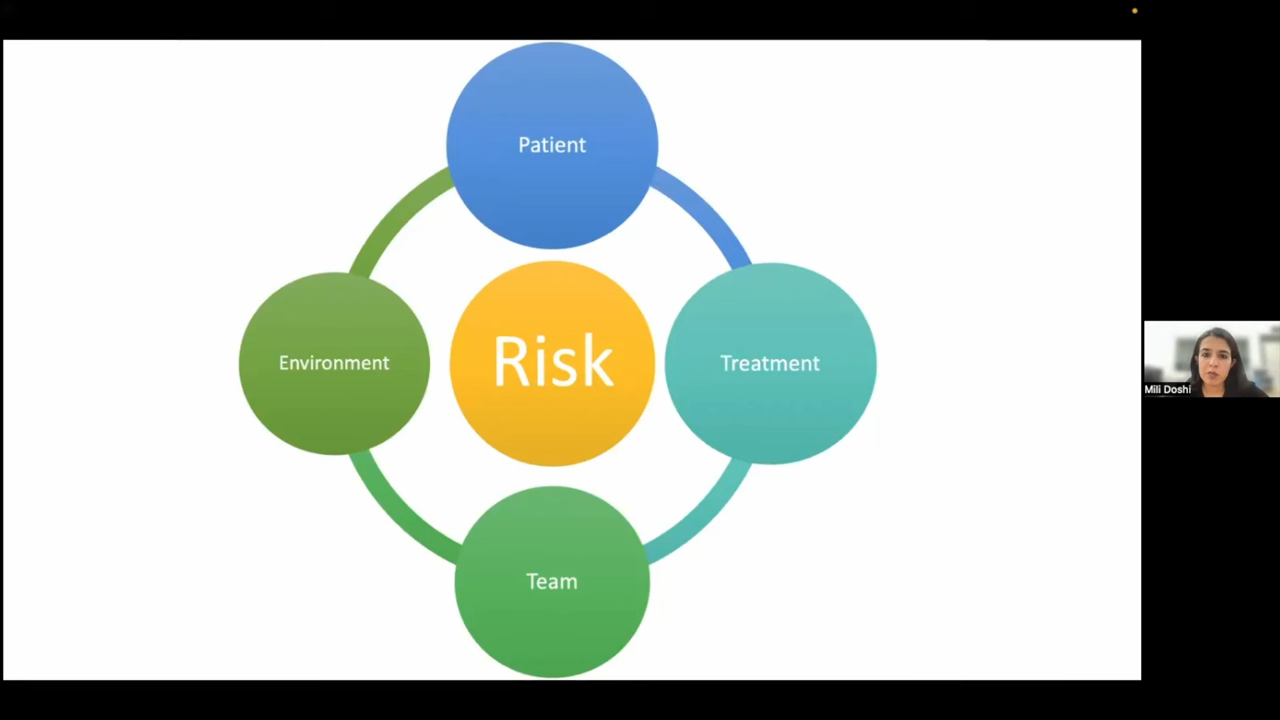 Patient
Environment
Risk
Treatment
Team
Mili Doshi